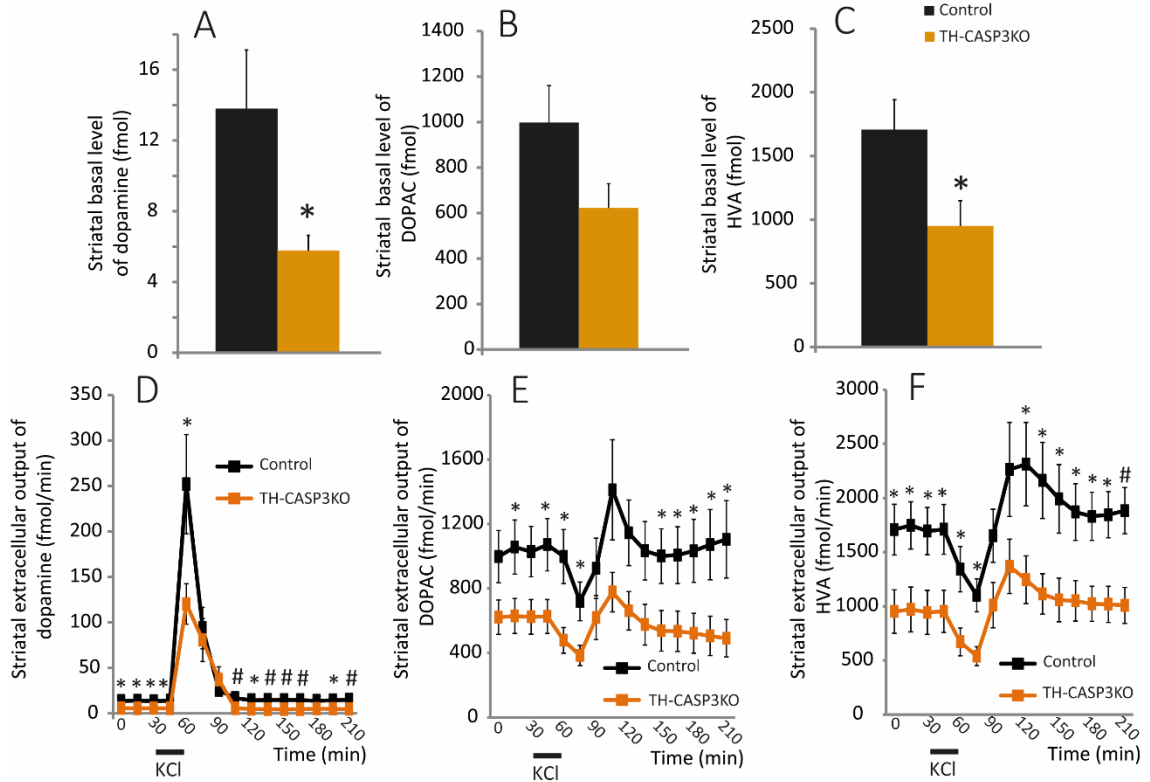 A
Striatal basal level
of dopamine (fmol)
16
12
8
4
0
*
B
Striatal basal level of
DOPAC (fmol)
1400
1200
1000
800
600
400
200
0
C
Control
TH-CASP3KO
Striatal basal level of
HVA (fmol)
2500
2000
1500
1000
500
0
*
D
Striatal extracellular output of
dopamine (fmol/min)
350
300
250
200
150
100
50
0
*
Control
TH-CASP3KO
* * * * # * # # # * #
0 30 60 90 120 150 180 210
Time (min)
KCl
E
Striatal extracellular output of
DOPAC (fmol/min)
2000
1600
1200
800
400
0
* * * * * * * * *
Control
TH-CASP3KO
0 30 60 90 120 150 180 210
Time (min)
KCl
F
Striatal extracellular output of
HVA (fmol/min)
3000
2500
2000
1500
1000
500
0
* * * * * * * * * * * * #
Control
TH-CASP3KO
0 30 60 90 120 150 180 210
Time (min)
KCl